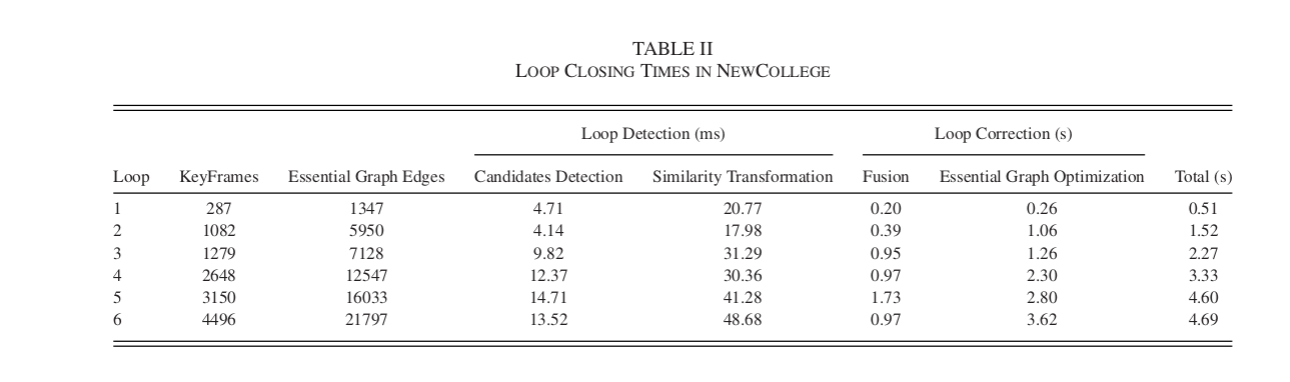 TABLE II
LOOP CLOSING TIMES IN NEWCOLLEGE
Loop Detection (ms) Loop Correction (s)
Loop KeyFrames Essential Graph Edges Candidates Detection Similarity Transformation Fusion Essential Graph Optimization Total (s)
1 287 1347 4.71 20.77 0.20 0.26 0.51
2 1082 5950 4.14 17.98 0.39 1.06 1.52
3 1279 7128 9.82 31.29 0.95 1.26 2.27
4 2648 12547 12.37 30.36 0.97 2.30 3.33
5 3150 16033 14.71 41.28 1.73 2.80 4.60
6 4496 21797 13.52 48.68 0.97 3.62 4.69